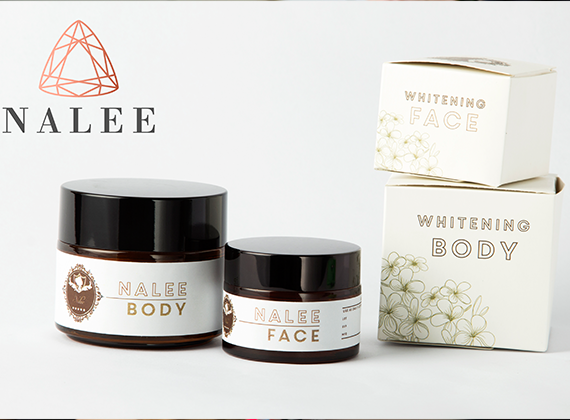 NALEE
WHITENING
FACE
WHITENING
BODY
NALEE
BODY
NALEE
FACE